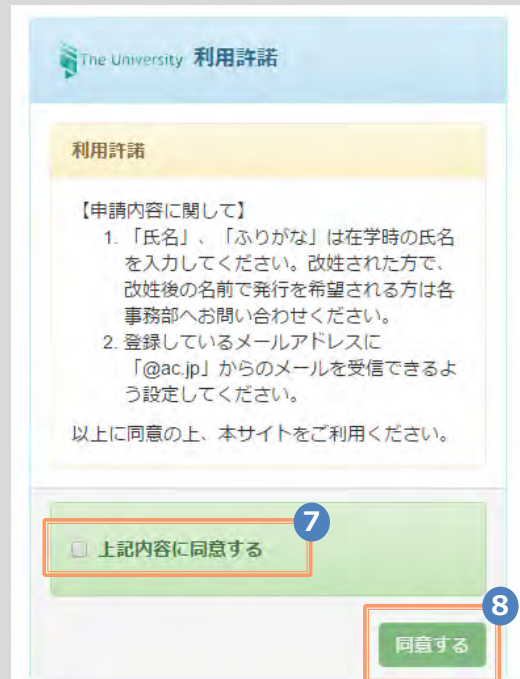 The University 利用許諾
利用許諾
【申請内容に関して】
1. 「氏名」、「ふりがな」は在学時の氏名
を入力してください。改姓された方で、
改姓後の名前で発行を希望される方は各
事務部へお問い合わせください。
2. 登録しているメールアドレスに
「@ac.jp」からのメールを受信できるよ
う設定してください。
以上に同意の上、本サイトをご利用ください。
7
上記内容に同意する
8
同意する